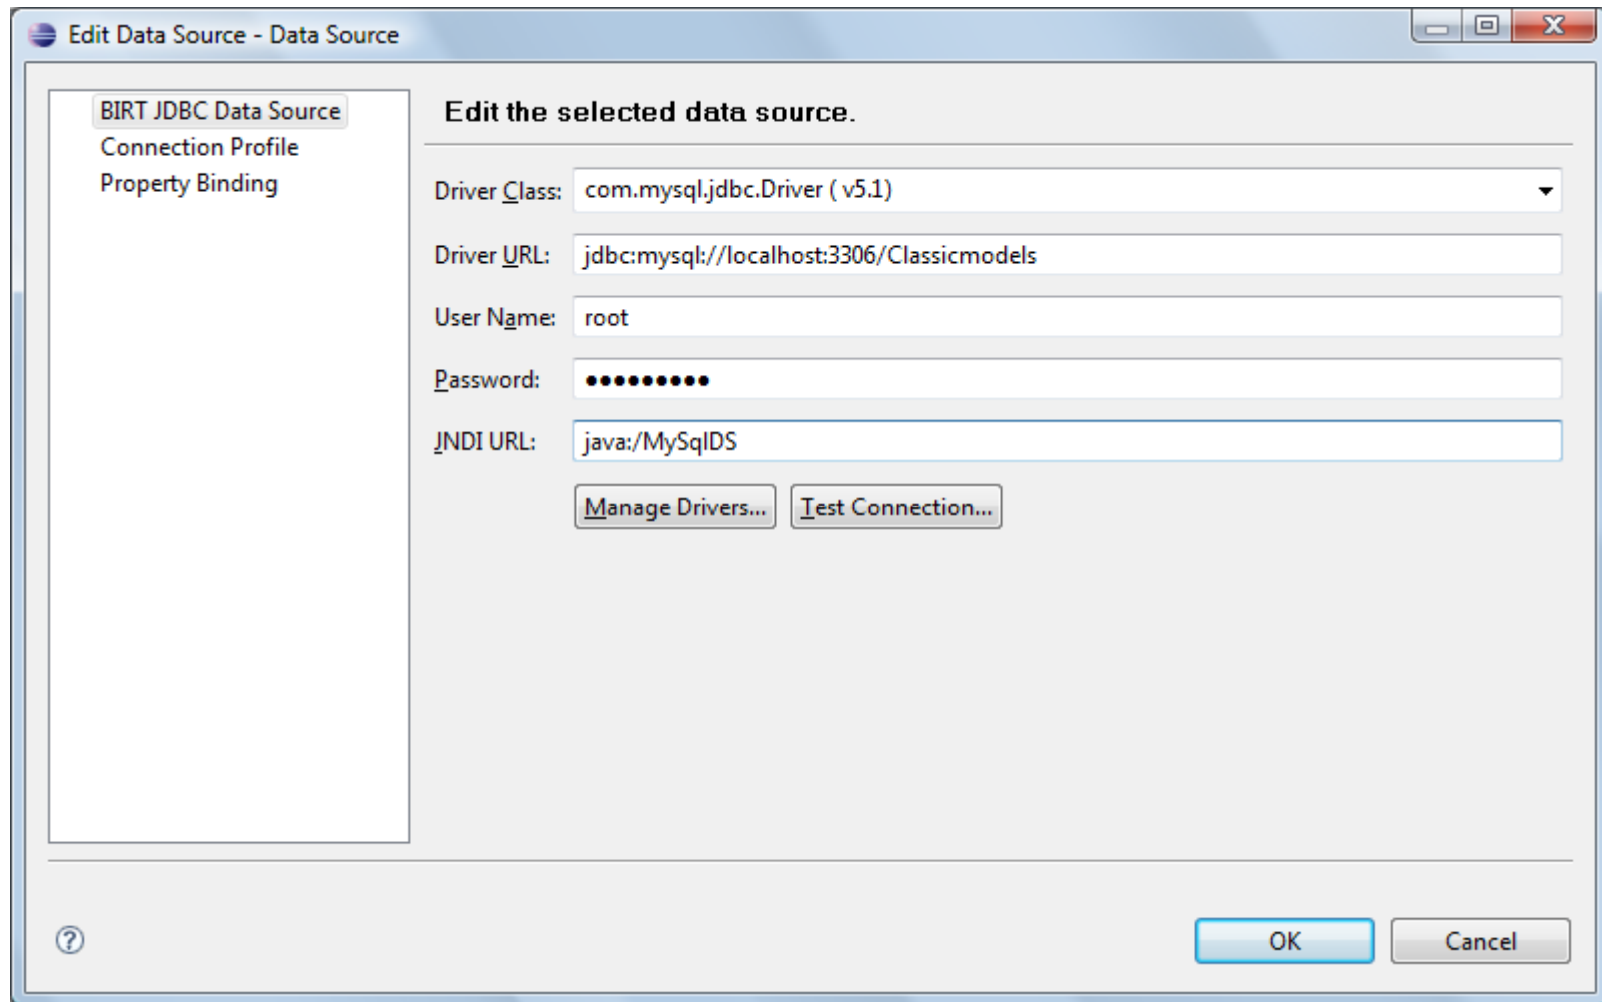 Edit Data Source - Data Source
BIRT JDBC Data Source
Connection Profile
Property Binding
Edit the selected data source.
Driver Class: com.mysql.jdbc.Driver ( v5.1)
Driver URL: jdbc:mysql://localhost:3306/Classicmodels
User Name: root
Password: •••••••••
JNDI URL: java:/MySqlDS
Manage Drivers... Test Connection...
OK Cancel